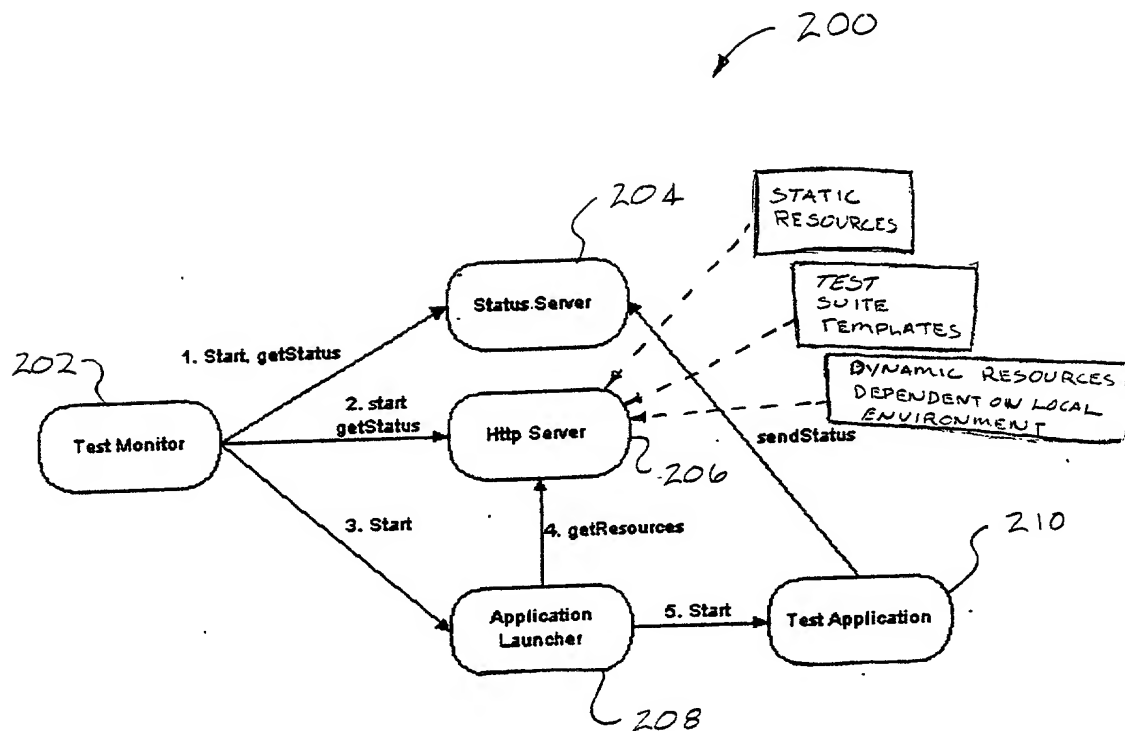 200
204
STATIC
RESOURCES
Status.Server
TEST
SUITE
TEMPLATES
1. Start, getStatus
202
DYNAMIC RESOURCES
DEPENDENT ON LOCAL
ENVIRONMENT
2. start
getStatus
Test Monitor
Http Server
sendStatus
206
3. Start
4. getResources
210
Application
Launcher
5. Start
Test Application
208